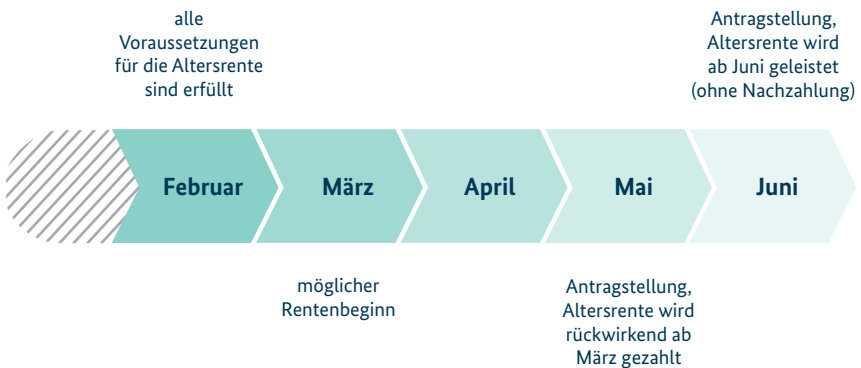 alle
Voraussetzungen
für die Altersrente
sind erfüllt
Antragstellung,
Altersrente wird
ab Juni geleistet
(ohne Nachzahlung)
Februar
März
April
Mai
Juni
möglicher
Rentenbeginn
Antragstellung,
Altersrente wird
rückwirkend ab
März gezahlt